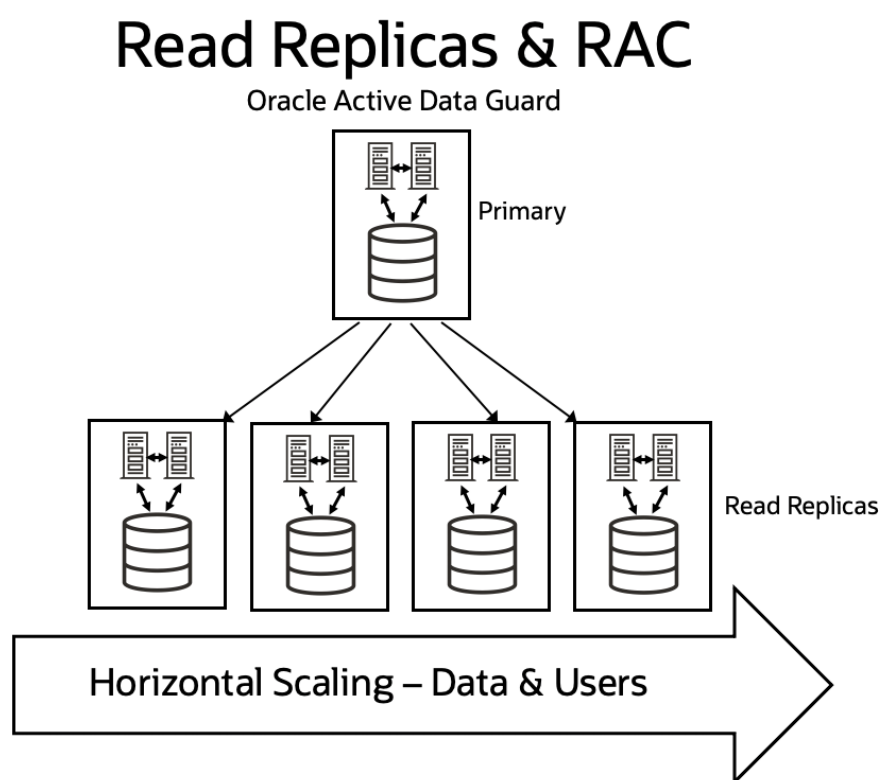 Read Replicas & RAC
Oracle Active Data Guard
Primary
Read Replicas
Horizontal Scaling – Data & Users